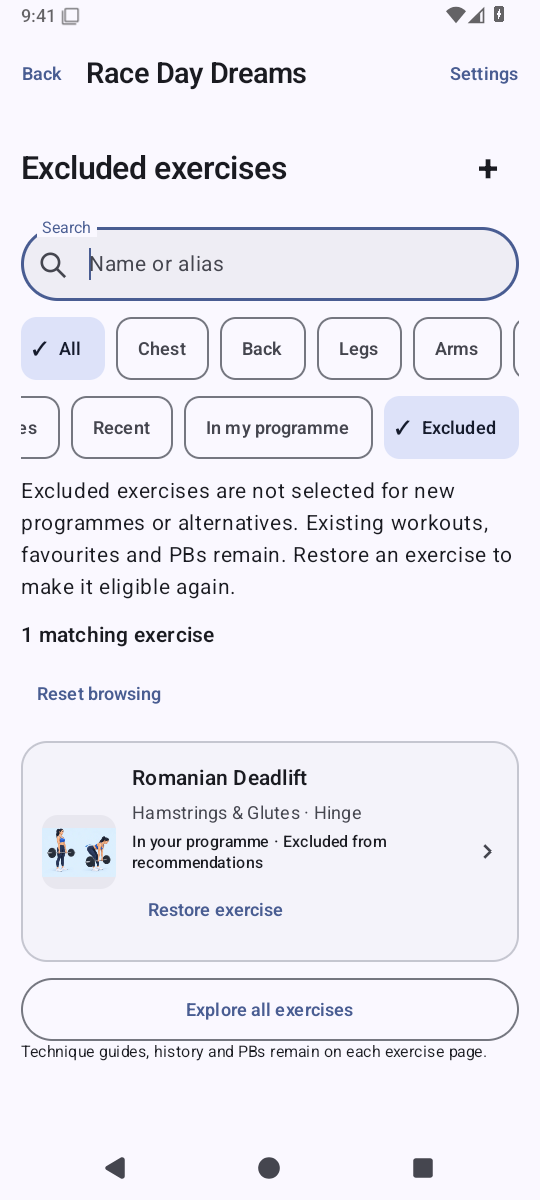 9:41
Back
Race Day Dreams
Settings
Excluded exercises
+
Search
Name or alias
✓ All
Chest
Back
Legs
Arms
es
Recent
In my programme
✓ Excluded
Excluded exercises are not selected for new
programmes or alternatives. Existing workouts,
favourites and PBs remain. Restore an exercise to
make it eligible again.
1 matching exercise
Reset browsing
Romanian Deadlift
Hamstrings & Glutes · Hinge
In your programme · Excluded from
recommendations
Restore exercise
Explore all exercises
Technique guides, history and PBs remain on each exercise page.